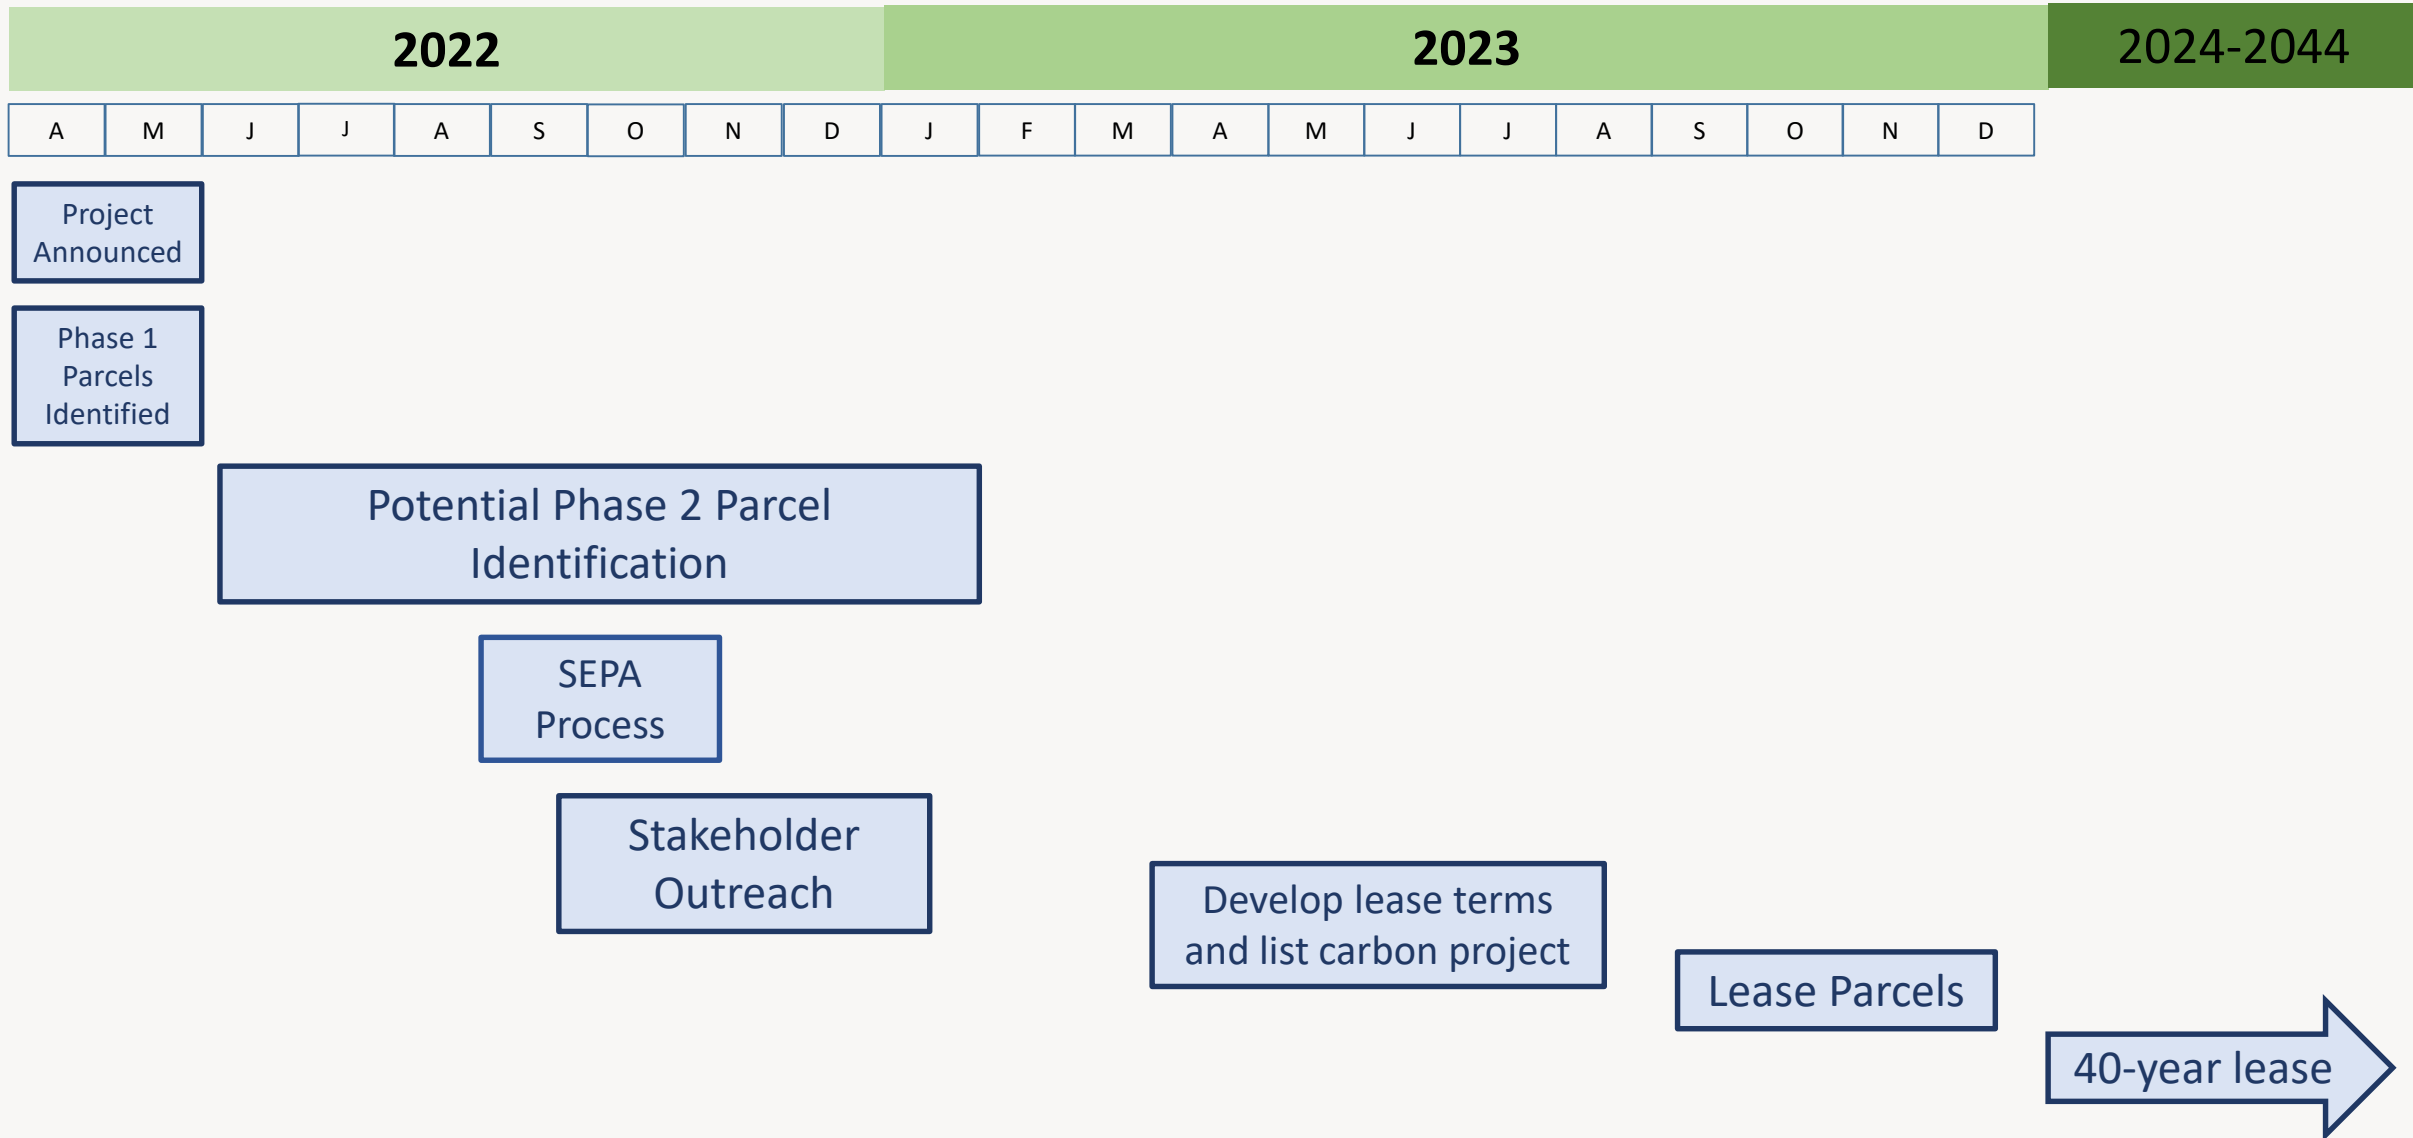 2022
2023
2024-2044
A M J J A S O N D J F M A M J J A S O N D
Project
Announced
Phase 1
Parcels
Identified
Potential Phase 2 Parcel
Identification
SEPA
Process
Stakeholder
Outreach
Develop lease terms
and list carbon project
Lease Parcels
40-year lease